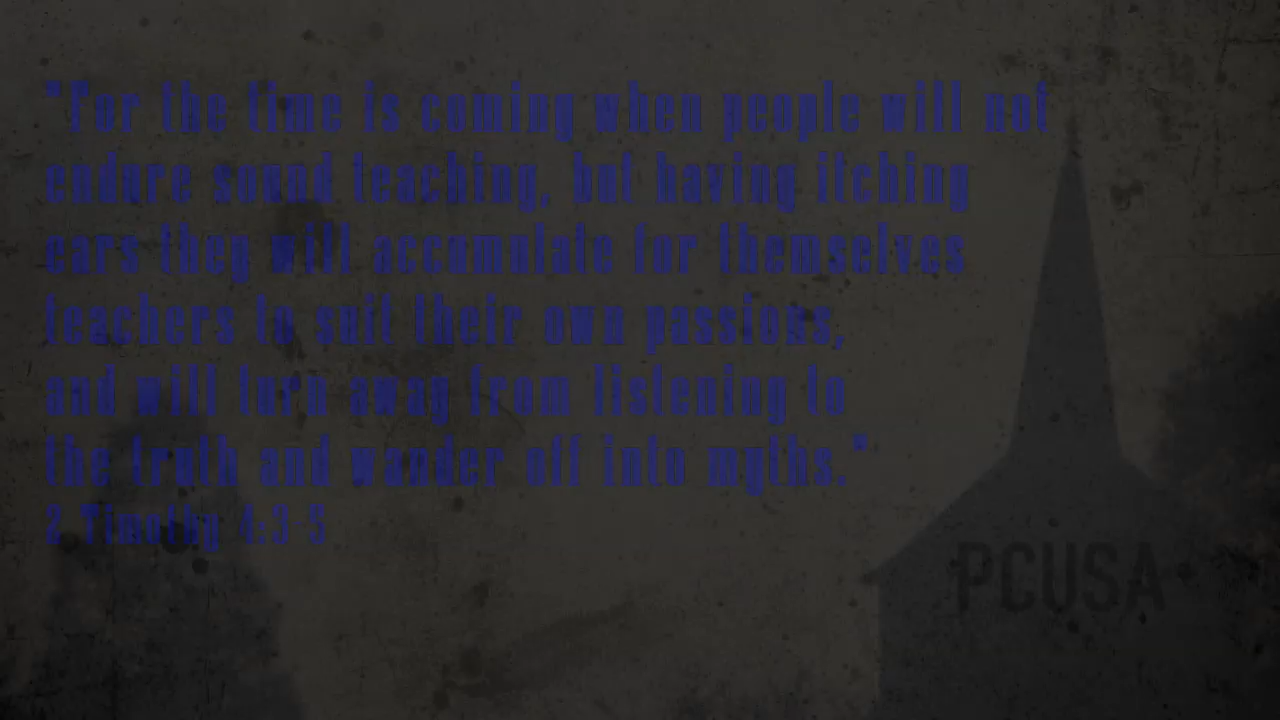 "For the time is coming when people will not
endure sound teaching, but having itching
ears they will accumulate for themselves
teachers to suit their own passions,
and will turn away from listening to
the truth and wander off into myths."
2 Timothy 4:3-5
PCUSA